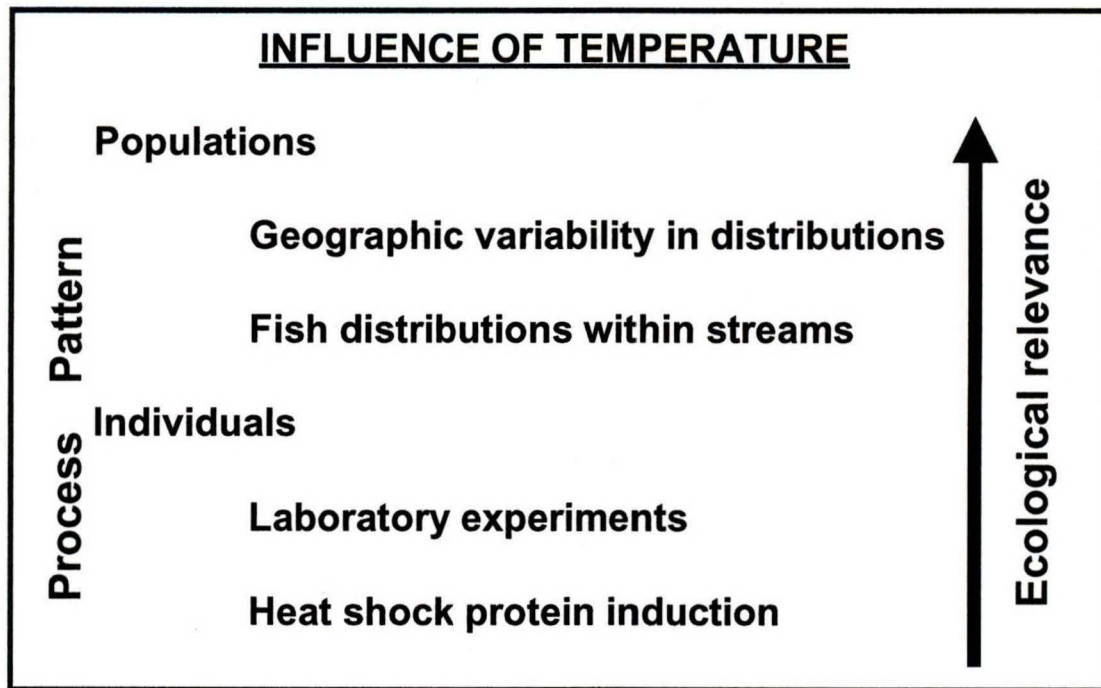 INFLUENCE OF TEMPERATURE
Populations
Geographic variability in distributions
Fish distributions within streams
Individuals
Laboratory experiments
Heat shock protein induction
Pattern
Process
Ecological relevance